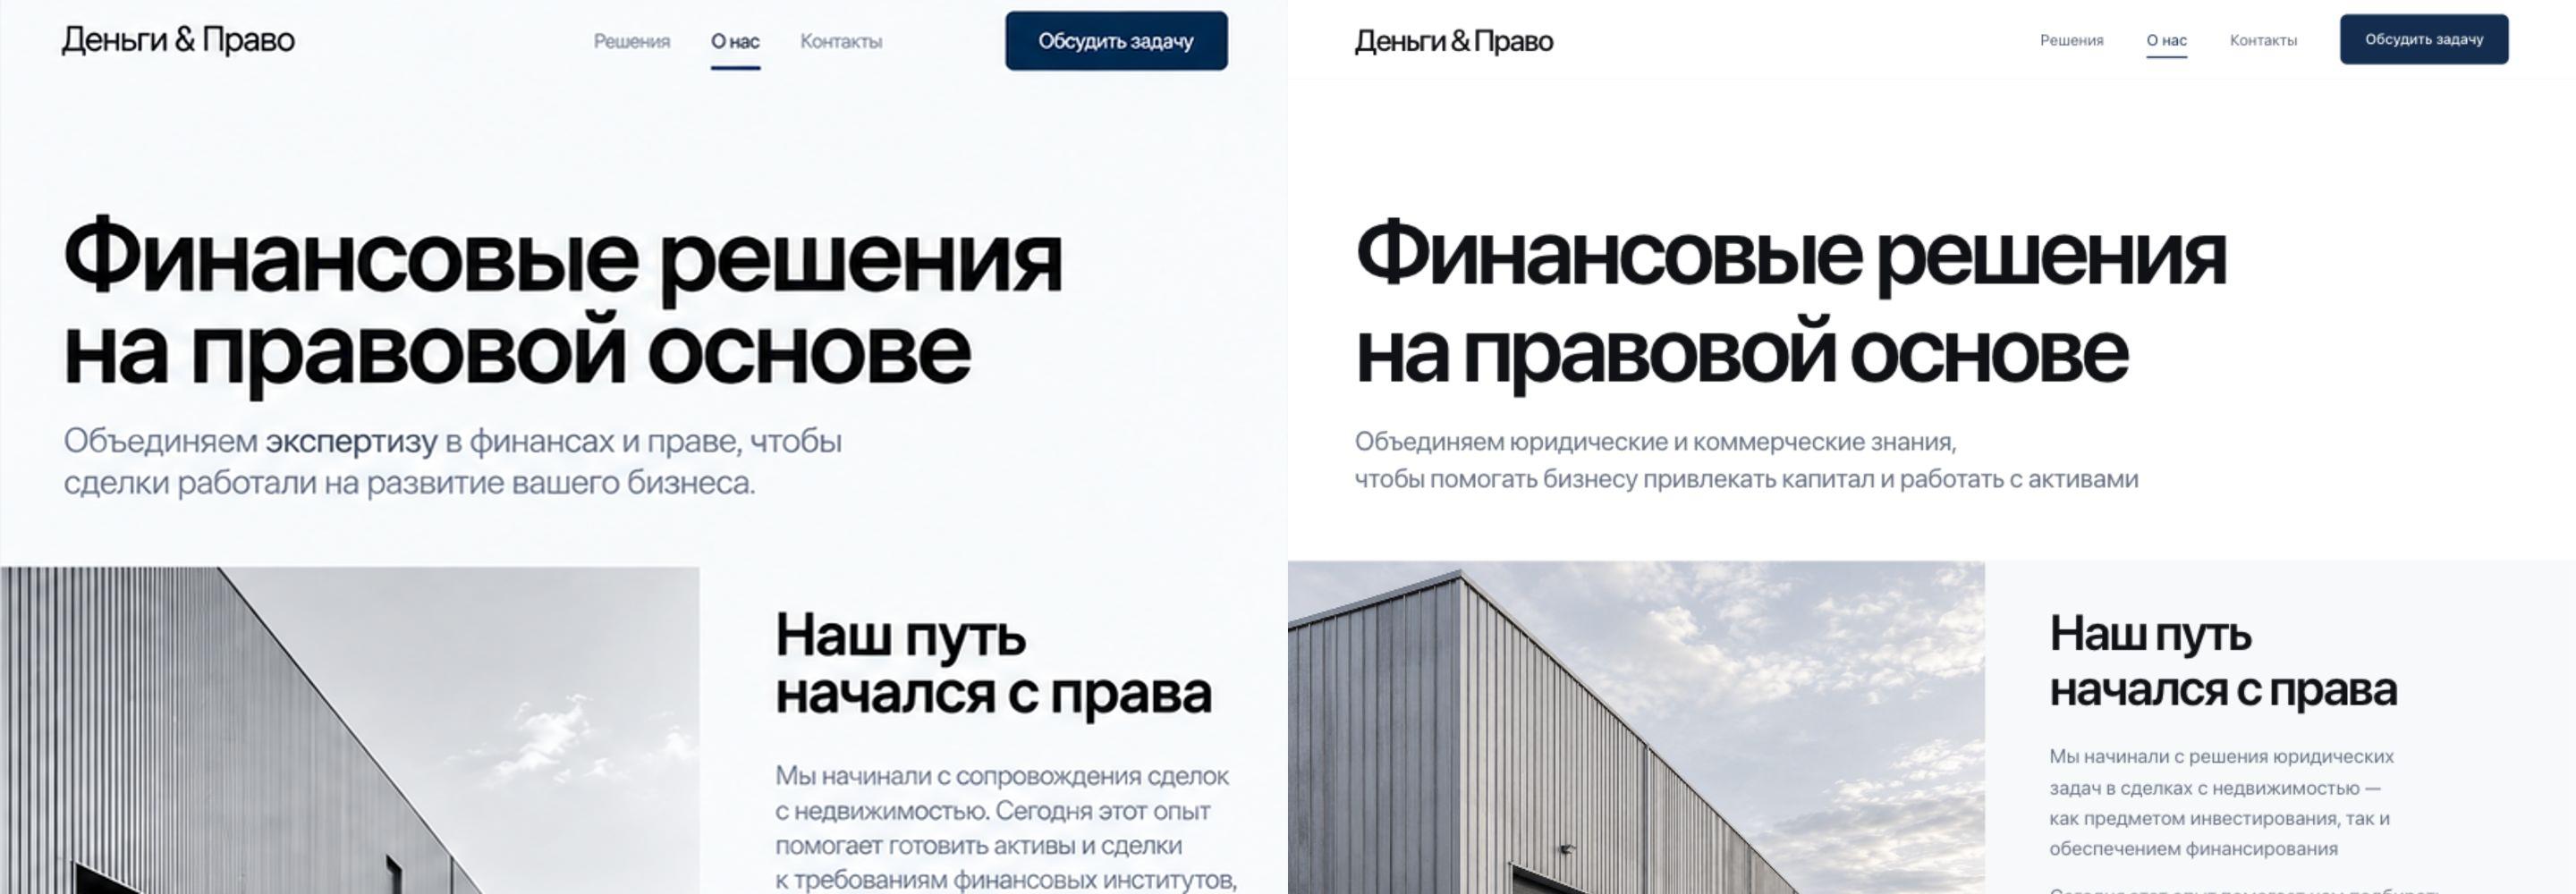 Деньги & Право
Решения
О нас
Контакты
Обсудить задачу
Финансовые решения
на правовой основе
Объединяем экспертизу в финансах и праве, чтобы
сделки работали на развитие вашего бизнеса.
Наш путь
начался с права
Мы начинали с сопровождения сделок
с недвижимостью. Сегодня этот опыт
помогает готовить активы и сделки
к требованиям финансовых институтов,
Деньги & Право
Решения
О нас
Контакты
Обсудить задачу
Финансовые решения
на правовой основе
Объединяем юридические и коммерческие знания,
чтобы помогать бизнесу привлекать капитал и работать с активами
Наш путь
начался с права
Мы начинали с решения юридических
задач в сделках с недвижимостью —
как предметом инвестирования, так и
обеспечением финансирования